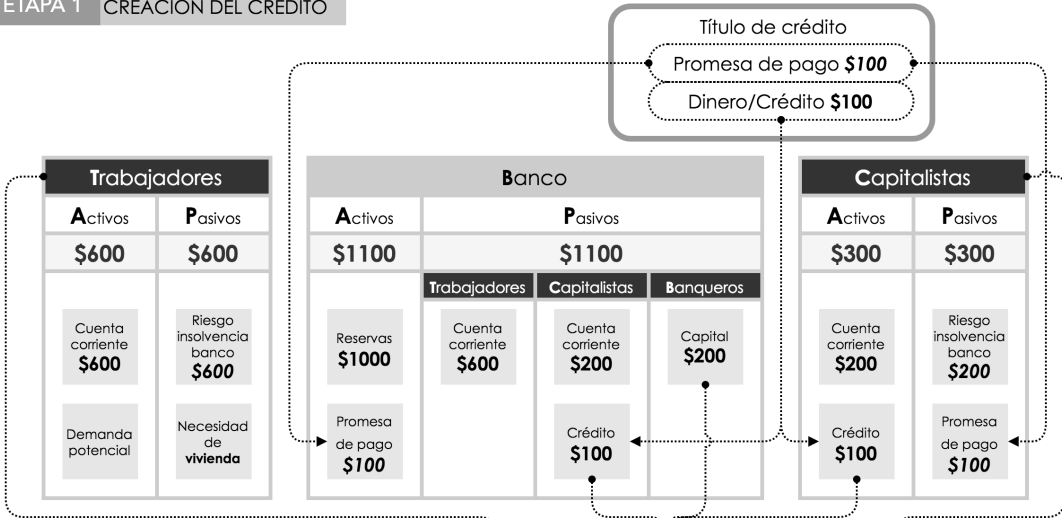 ETAPA 1 CREACIÓN DEL CRÉDITO
Título de crédito
Promesa de pago $100
Dinero/Crédito $100
Trabajadores
Activos Pasivos
$600 $600
Cuenta
corriente
$600
Riesgo
insolvencia
banco
$600
Demanda
potencial
Necesidad
de
vivienda
Banco
Activos Pasivos
$1100 $1100
Trabajadores Capitalistas Banqueros
Reservas
$1000
Cuenta
corriente
$600
Cuenta
corriente
$200
Capital
$200
Promesa
de pago
$100
Crédito
$100
Capitalistas
Activos Pasivos
$300 $300
Cuenta
corriente
$200
Riesgo
insolvencia
banco
$200
Crédito
$100
Promesa
de pago
$100